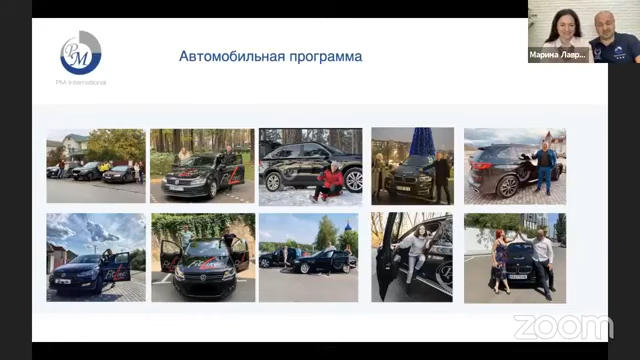 PM
PM International
Автомобильная программа
Марина Лавр...
zoom